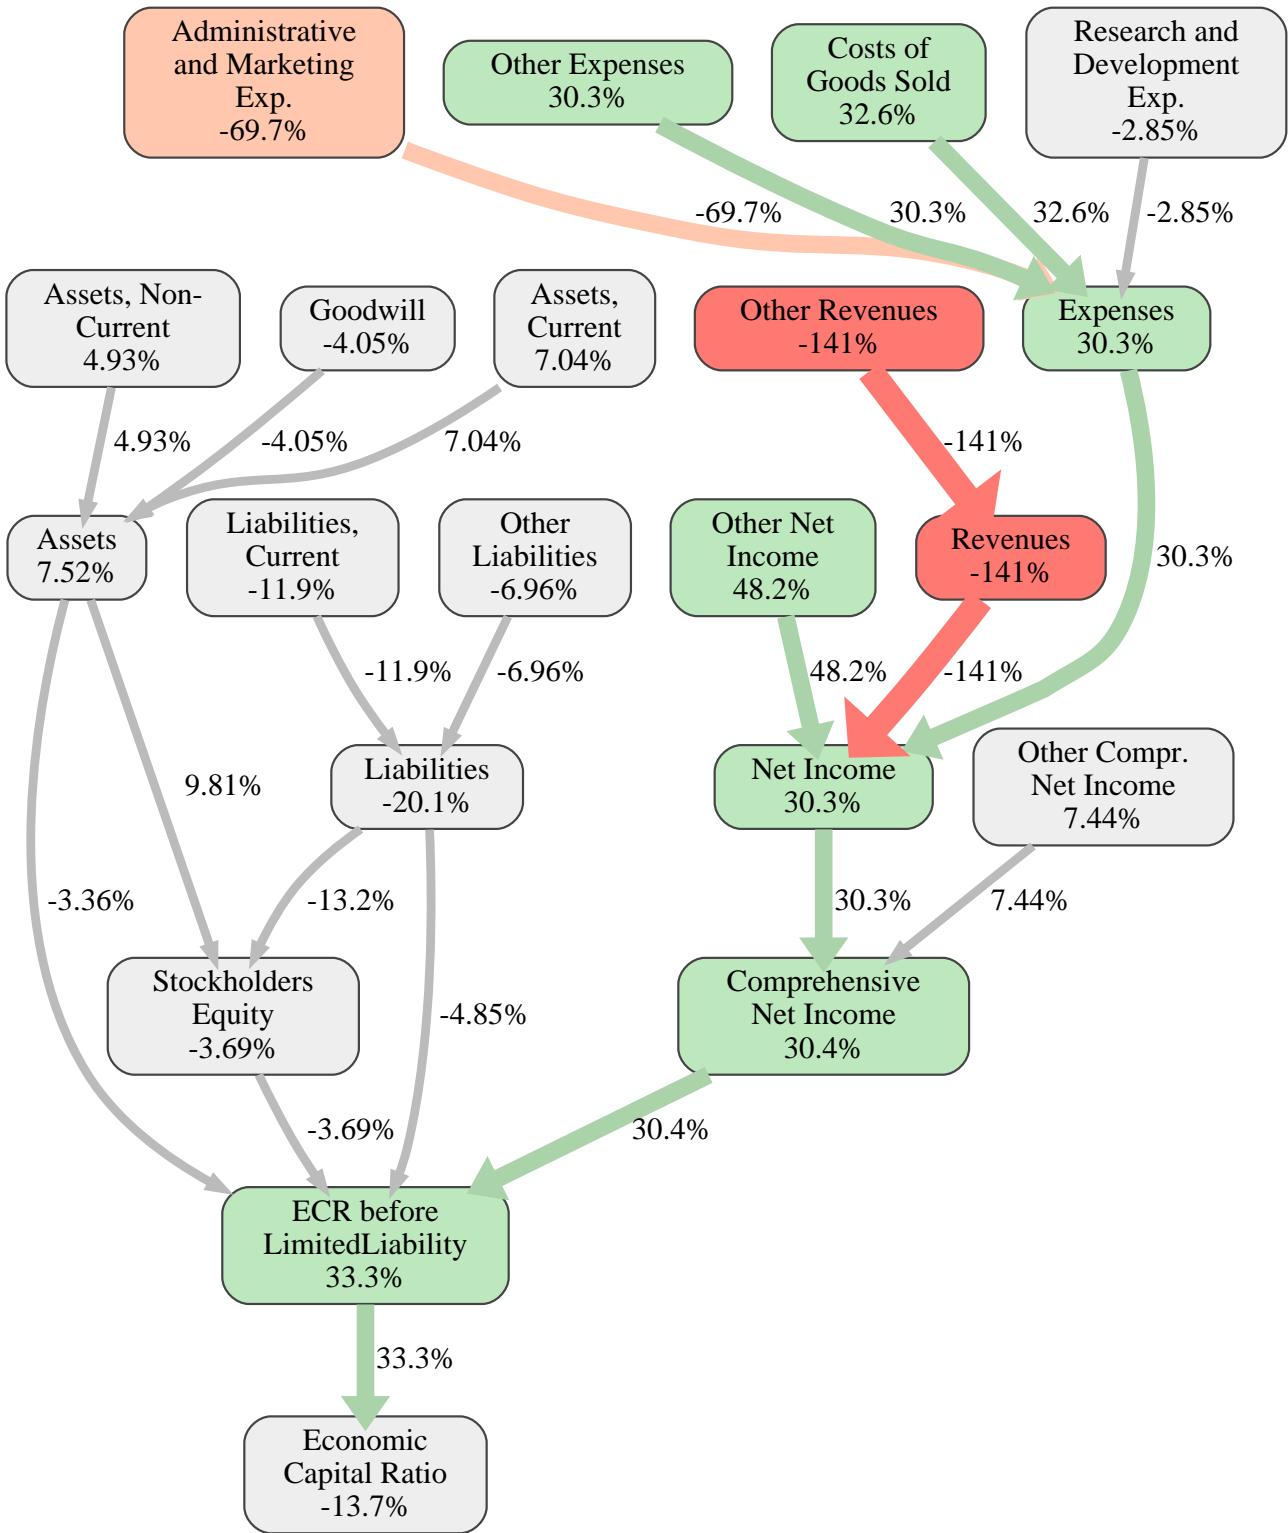 Administrative
and Marketing
Exp.
-69.7%
Other Expenses
30.3%
Costs of
Goods Sold
32.6%
Research and
Development
Exp.
-2.85%
-69.7%
30.3%
32.6%
-2.85%
Assets, Non-
Current
4.93%
Goodwill
-4.05%
Assets,
Current
7.04%
Other Revenues
-141%
Expenses
30.3%
4.93%
-4.05%
7.04%
-141%
Assets
7.52%
Liabilities,
Current
-11.9%
Other
Liabilities
-6.96%
Other Net
Income
48.2%
Revenues
-141%
30.3%
-11.9%
-6.96%
48.2%
-141%
Liabilities
-20.1%
9.81%
Net Income
30.3%
Other Compr.
Net Income
7.44%
-3.36%
-13.2%
30.3%
7.44%
Stockholders
Equity
-3.69%
-4.85%
Comprehensive
Net Income
30.4%
-3.69%
30.4%
ECR before
LimitedLiability
33.3%
33.3%
Economic
Capital Ratio
-13.7%